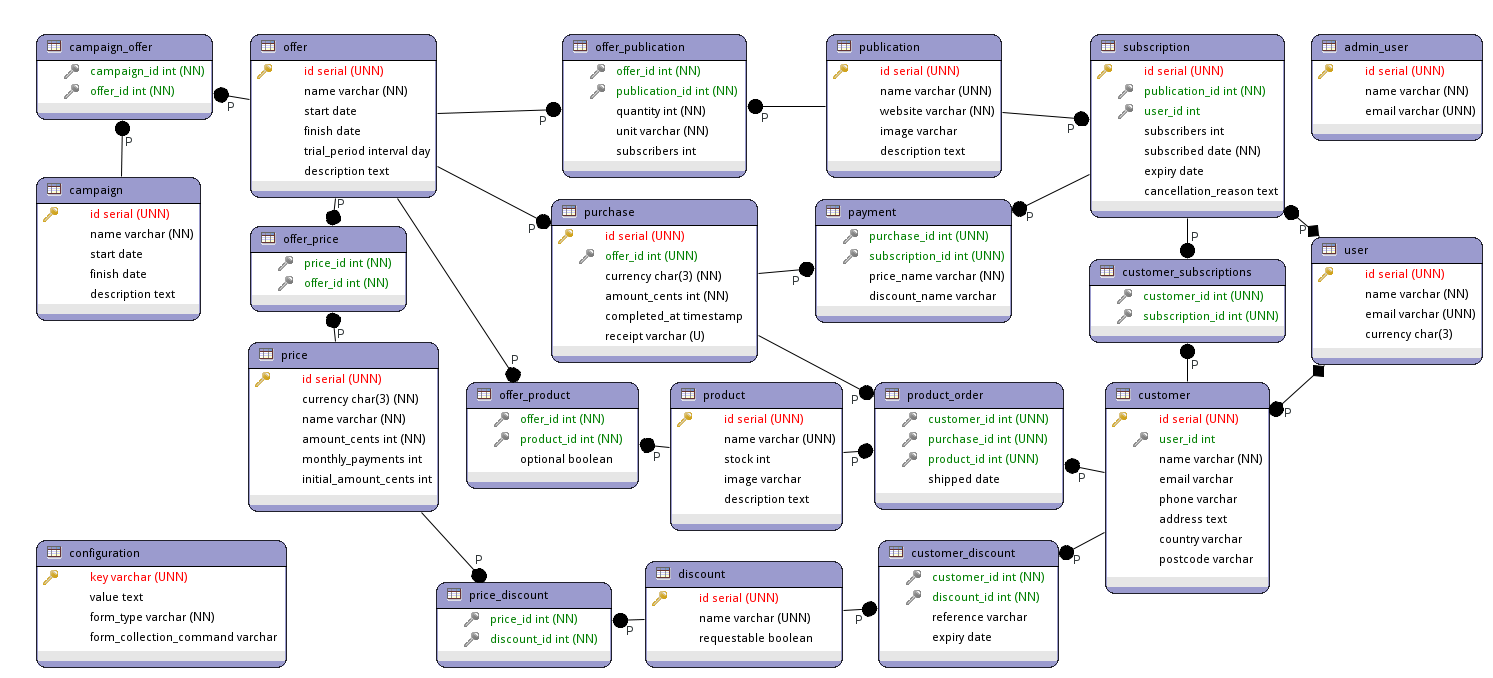 campaign_offer
campaign_id int (NN)
offer_id int (NN)
P
P
campaign
id serial (UNN)
name varchar (NN)
start date
finish date
description text
offer
id serial (UNN)
name varchar (NN)
start date
finish date
trial_period interval day
description text
P
offer_price
price_id int (NN)
offer_id int (NN)
P
price
id serial (UNN)
currency char(3) (NN)
name varchar (NN)
amount_cents int (NN)
monthly_payments int
initial_amount_cents int
configuration
key varchar (UNN)
value text
form_type varchar (NN)
form_collection_command varchar
offer_publication
offer_id int (NN)
publication_id int (NN)
quantity int (NN)
unit varchar (NN)
subscribers int
P
P
publication
id serial (UNN)
name varchar (UNN)
website varchar (NN)
image varchar
description text
P
subscription
id serial (UNN)
publication_id int (NN)
user_id int
subscribers int
subscribed date (NN)
expiry date
cancellation_reason text
admin_user
id serial (UNN)
name varchar (NN)
email varchar (UNN)
P
purchase
id serial (UNN)
offer_id int (UNN)
currency char(3) (NN)
amount_cents int (NN)
completed_at timestamp
receipt varchar (U)
P
payment
purchase_id int (UNN)
subscription_id int (UNN)
price_name varchar (NN)
discount_name varchar
P
P
P
customer_subscriptions
customer_id int (UNN)
subscription_id int (UNN)
P
P
user
id serial (UNN)
name varchar (NN)
email varchar (UNN)
currency char(3)
P
offer_product
offer_id int (NN)
product_id int (NN)
optional boolean
P
product
id serial (UNN)
name varchar (UNN)
stock int
image varchar
description text
P
P
product_order
customer_id int (UNN)
purchase_id int (UNN)
product_id int (UNN)
shipped date
P
customer
id serial (UNN)
user_id int
name varchar (NN)
email varchar
phone varchar
address text
country varchar
postcode varchar
P
P
P
price_discount
price_id int (NN)
discount_id int (NN)
P
discount
id serial (UNN)
name varchar (UNN)
requestable boolean
P
customer_discount
customer_id int (NN)
discount_id int (NN)
reference varchar
expiry date